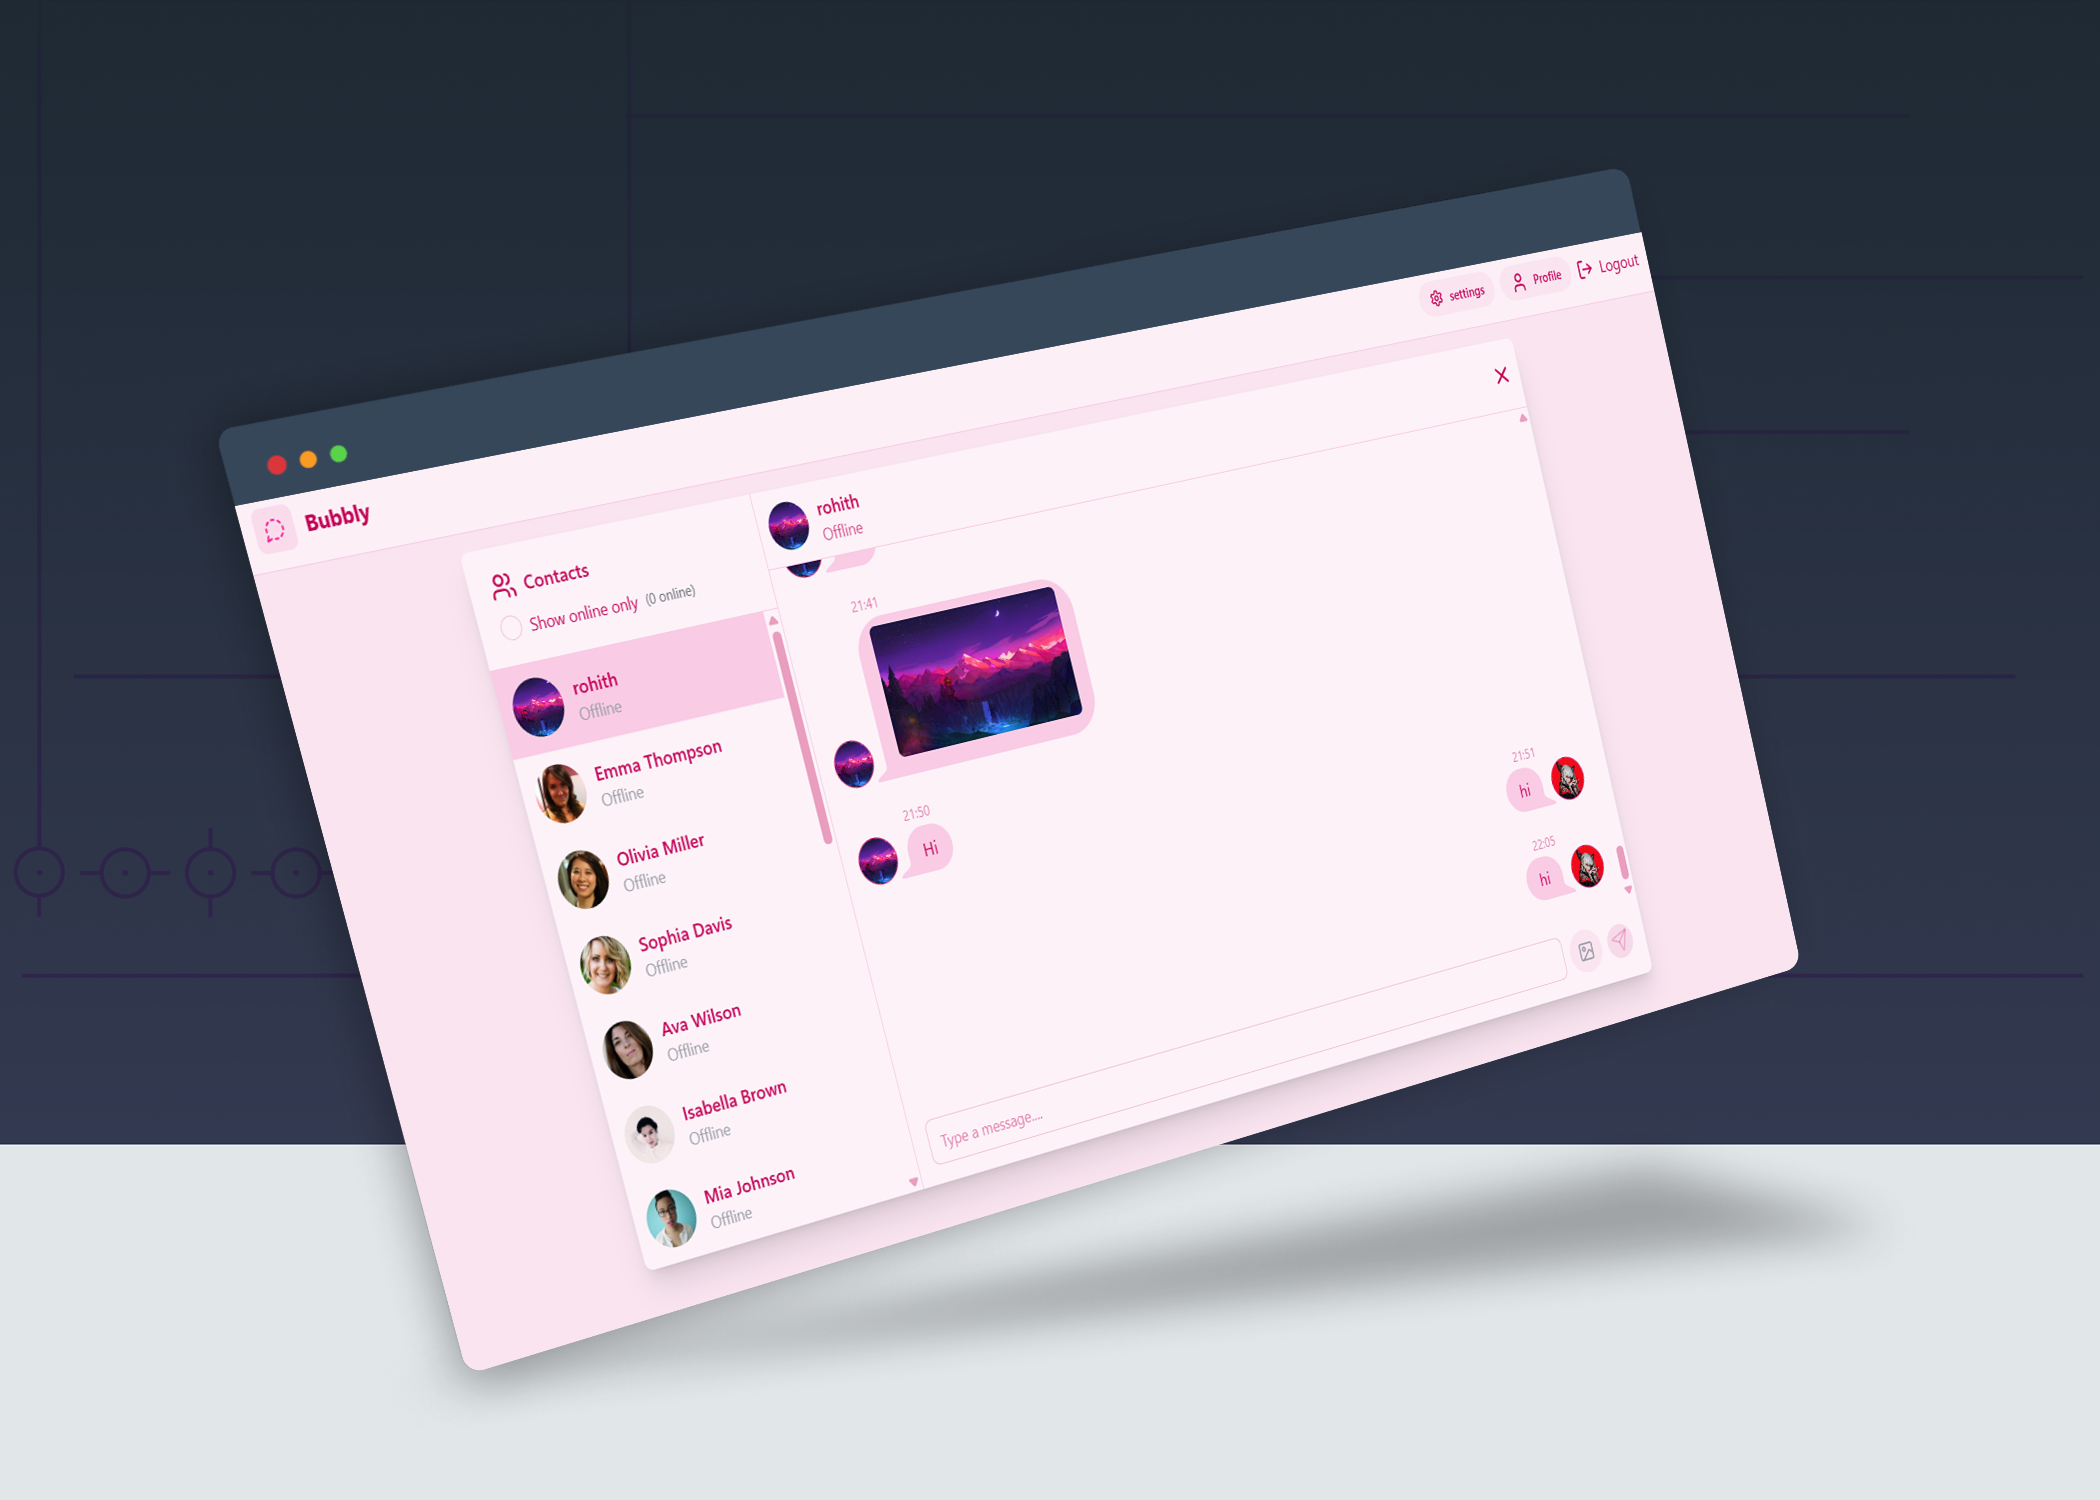 Bubbly
settings
Profile
Logout
Contacts
Show online only (0 online)
rohith
Offline
Emma Thompson
Offline
Olivia Miller
Offline
Sophia Davis
Offline
Ava Wilson
Offline
Isabella Brown
Offline
Mia Johnson
Offline
rohith
Offline
21:41
21:50
Hi
21:51
hi
22:05
hi
Type a message....